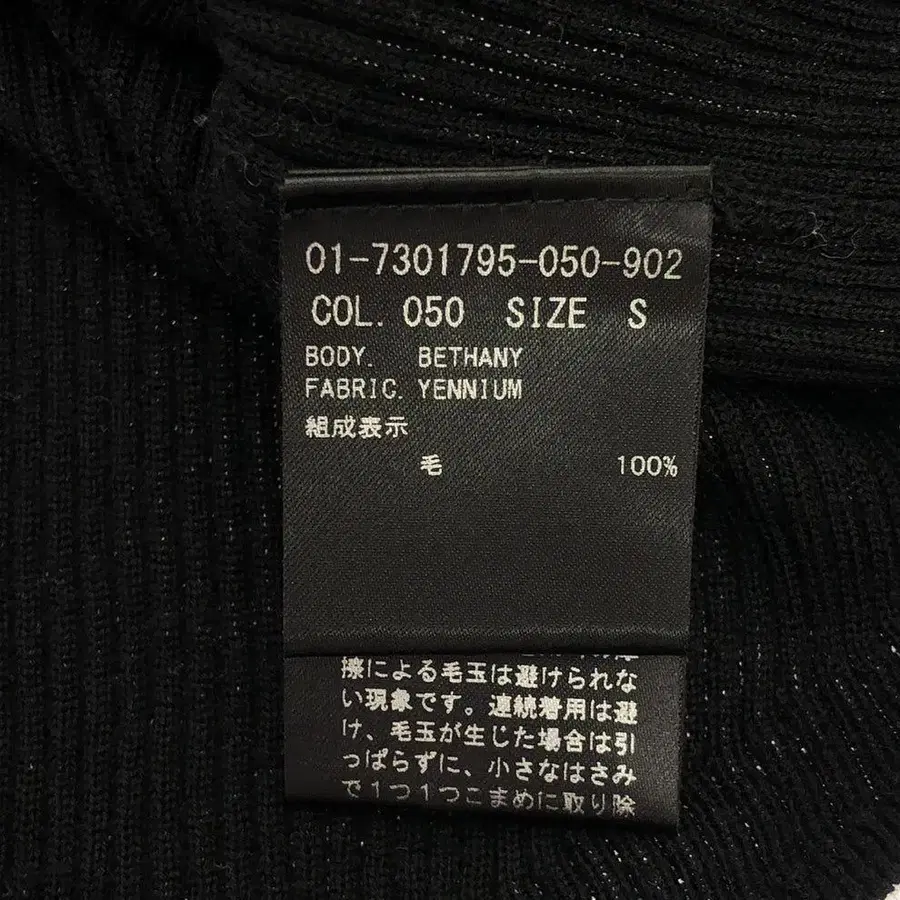 01-7301795-050-902
COL. 050 SIZE S
BODY. BETHANY
FABRIC. YENNIUM
組成表示
毛 100%
擦による毛玉は避けられな
い現象です。連続着用は避
け、毛玉が生じた場合は引
っぱらずに、小さなはさみ
で1つ1つこまめに取り除